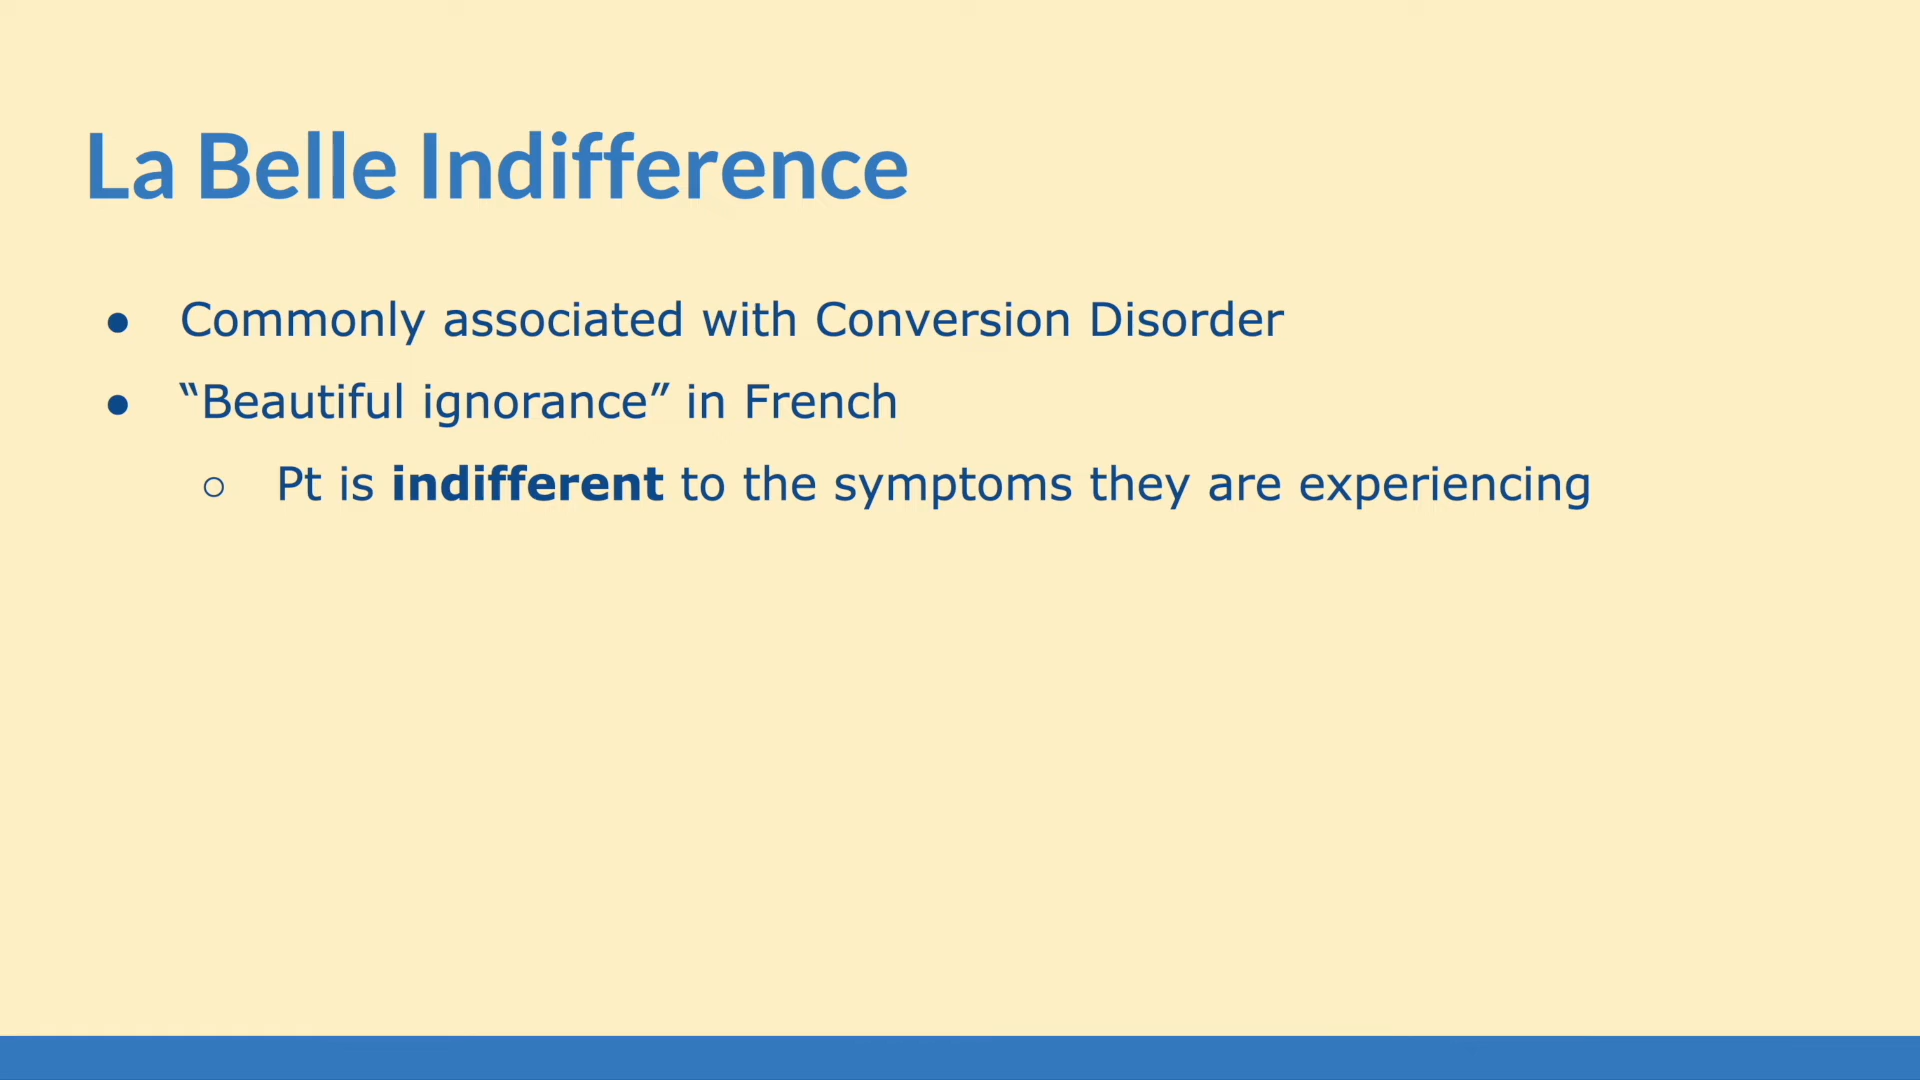 La Belle Indifference
● Commonly associated with Conversion Disorder
● “Beautiful ignorance” in French
○ Pt is indifferent to the symptoms they are experiencing